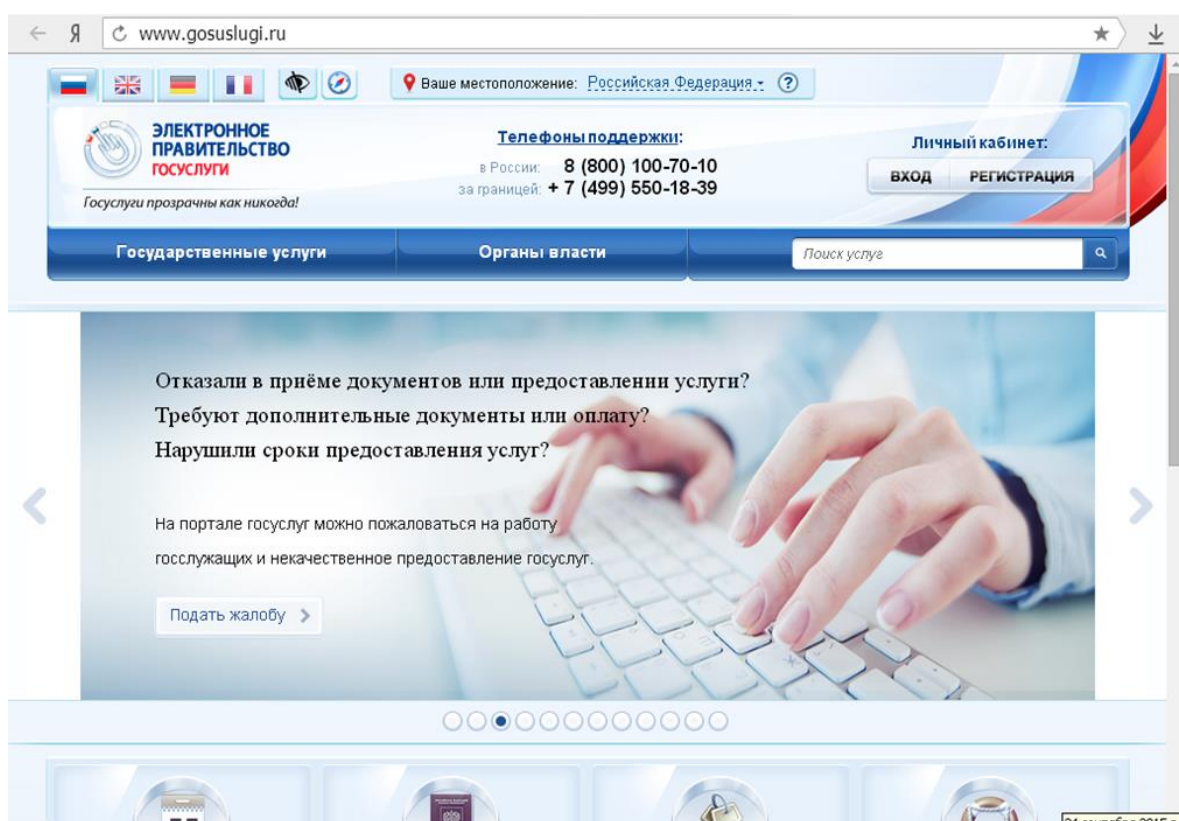 Я www.gosuslugi.ru
Ваше местоположение: Российская Федерация ?
ЭЛЕКТРОННОЕ
ПРАВИТЕЛЬСТВО
ГОСУСЛУГИ
Госуслуги прозрачны как никогда!
Телефоны поддержки:
в России: 8 (800) 100-70-10
за границей: + 7 (499) 550-18-39
Личный кабинет:
ВХОД РЕГИСТРАЦИЯ
Государственные услуги Органы власти Поиск услуг
Отказали в приёме документов или предоставлении услуги?
Требуют дополнительные документы или оплату?
Нарушили сроки предоставления услуг?
На портале госуслуг можно пожаловаться на работу
госслужащих и некачественное предоставление госуслуг.
Подать жалобу